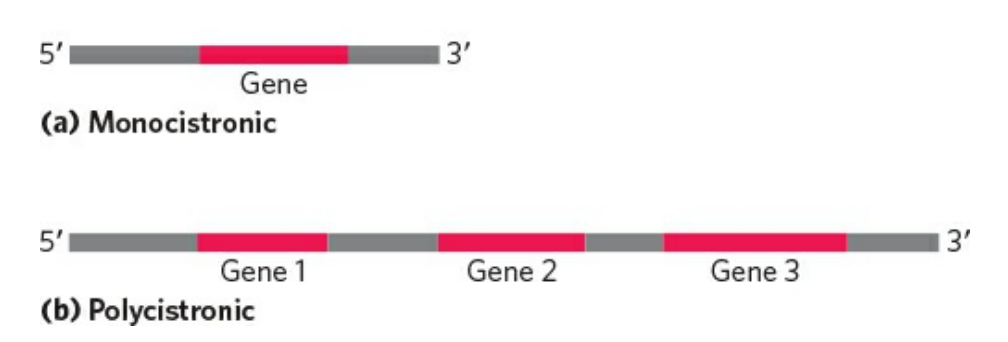 5′ 3′
Gene
(a) Monocistronic
5′ 3′
Gene 1 Gene 2 Gene 3
(b) Polycistronic